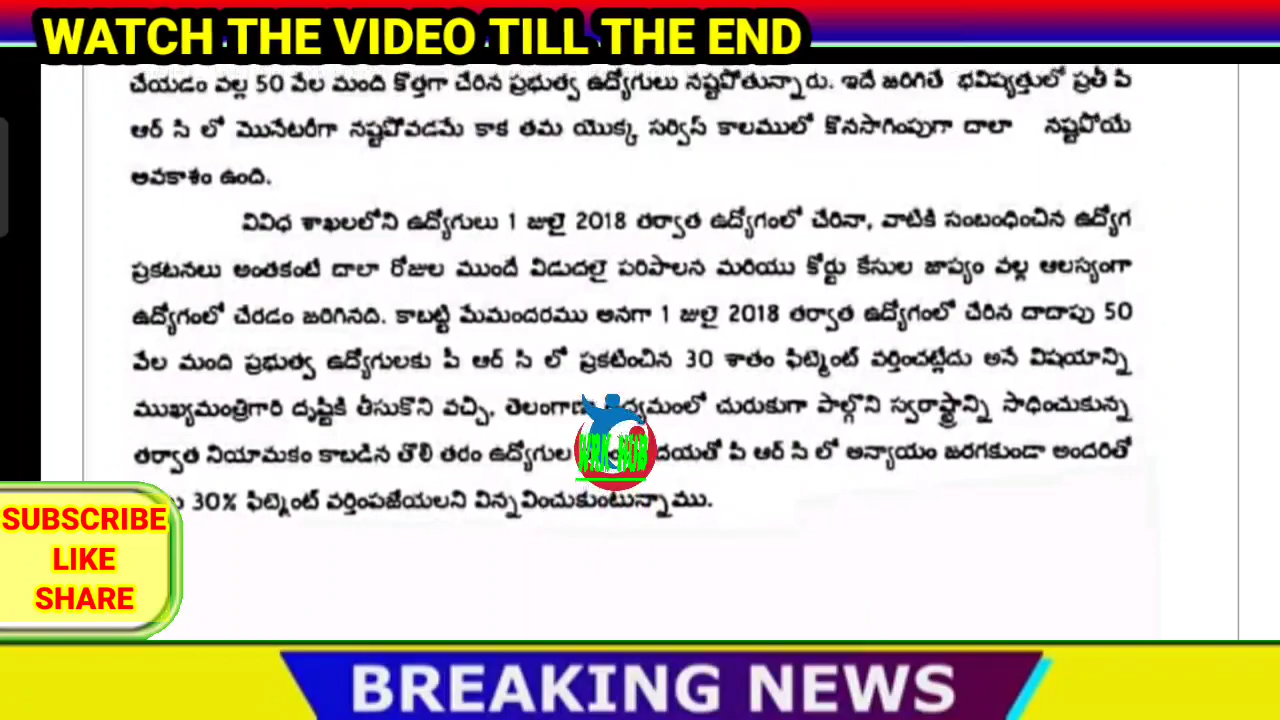 WATCH THE VIDEO TILL THE END
చేయడం వల్ల 50 వేల మంది కొత్తగా చేరిన ప్రభుత్వ ఉద్యోగులు నష్టపోతున్నారు. ఇదే జరిగితే భవిష్యత్తులో ప్రతీ పి
ఆర్ సి లో మొనేటరీగా నష్టపోవడమే కాక తమ యొక్క సర్విస్ కాలములో కొనసాగింపుగా దాలా నష్టపోయే
అవకాశం ఉంది.
వివిధ శాఖలలోని ఉద్యోగులు 1 జులై 2018 తర్వాత ఉద్యోగంలో చేరినా, వాటికి సంబంధించిన ఉద్యోగ
ప్రకటనలు అంతకంటే దాలా రోజుల ముందే విడుదలై పరిపాలన మరియు కోర్టు కేసుల జాప్యం వల్ల ఆలస్యంగా
ఉద్యోగంలో చేరడం జరిగినది. కాబట్టి మేమందరము అనగా 1 జులై 2018 తర్వాత ఉద్యోగంలో చేరిన దాదాపు 50
వేల మంది ప్రభుత్వ ఉద్యోగులకు పీ ఆర్ సి లో ప్రకటించిన 30 శాతం ఫిట్మెంట్ వర్తించట్లేదు అనే విషయాన్ని
ముఖ్యమంత్రిగారి దృష్టికి తీసుకొని వచ్చి, తెలంగాణ ఉద్యమంలో చురుకుగా పాల్గొని స్వరాష్ట్రాన్ని సాధించుకున్న
తర్వాత నియామకం కాబడిన తొలి తరం ఉద్యోగుల దయతో పీ ఆర్ సి లో అన్యాయం జరగకుండా అందరితో
30% ఫిట్మెంట్ వర్తింపజేయలని విన్నవించుకుంటున్నాము.
WRK HUB
SUBSCRIBE
LIKE
SHARE
BREAKING NEWS